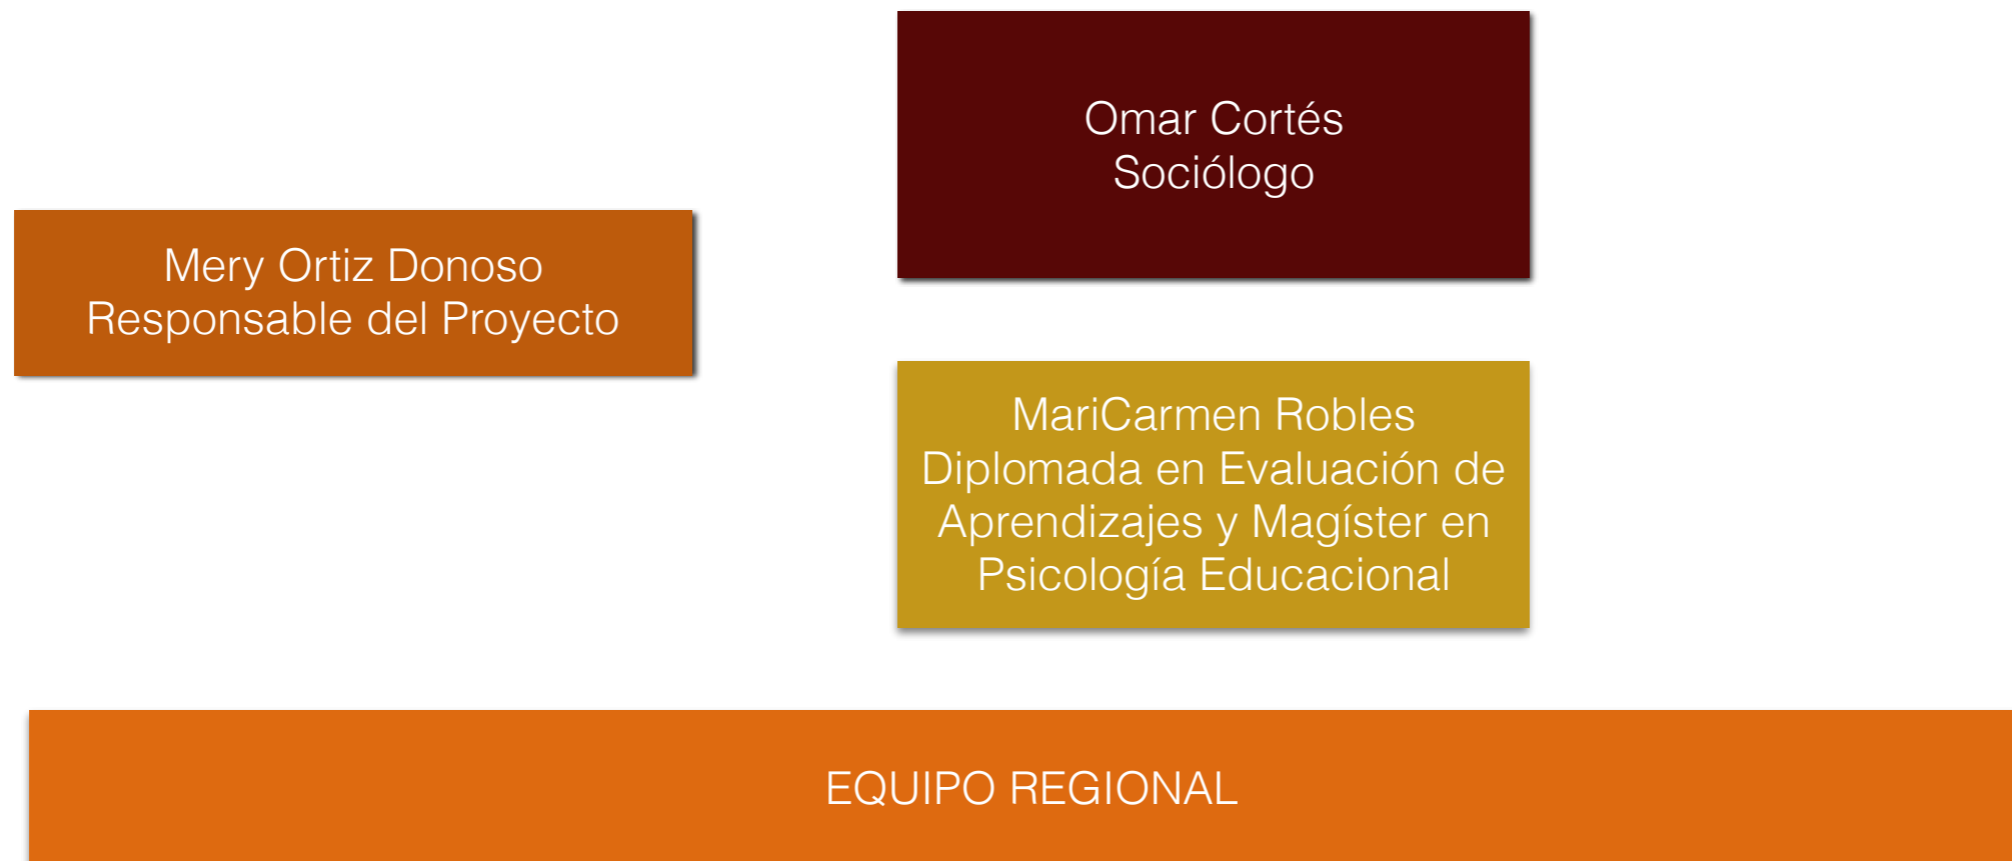 Omar Cortés
Sociólogo
Mery Ortiz Donoso
Responsable del Proyecto
MariCarmen Robles
Diplomada en Evaluación de
Aprendizajes y Magíster en
Psicología Educacional
EQUIPO REGIONAL